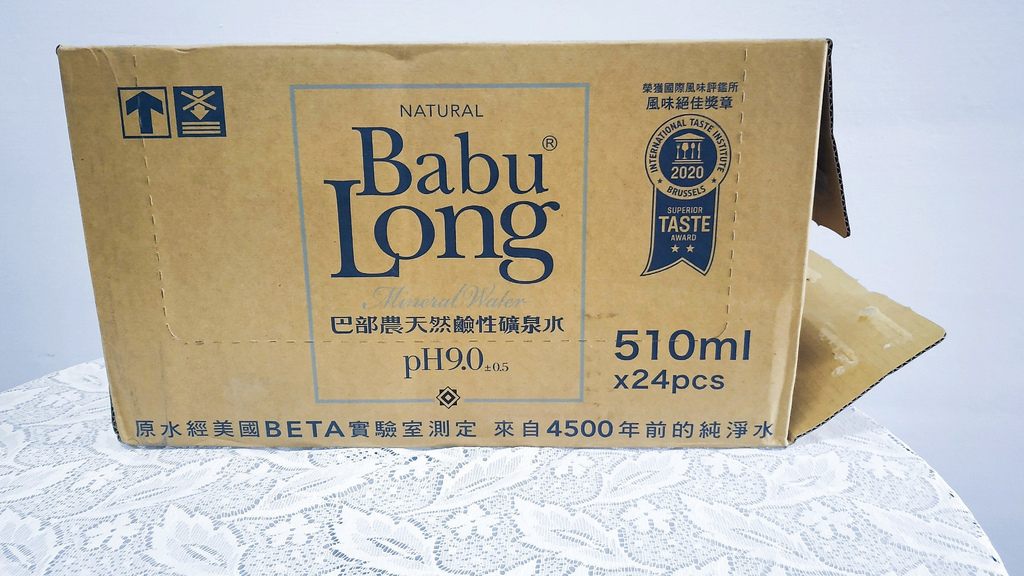 NATURAL
Babu®
Long
Mineral Water
巴部農天然鹼性礦泉水
pH9.0±0.5
榮獲國際風味評鑑所
風味絕佳獎章
INTERNATIONAL TASTE INSTITUTE
2020
BRUSSELS
SUPERIOR
TASTE
AWARD
510ml
x24pcs
原水經美國BETA實驗室測定 來自4500年前的純淨水